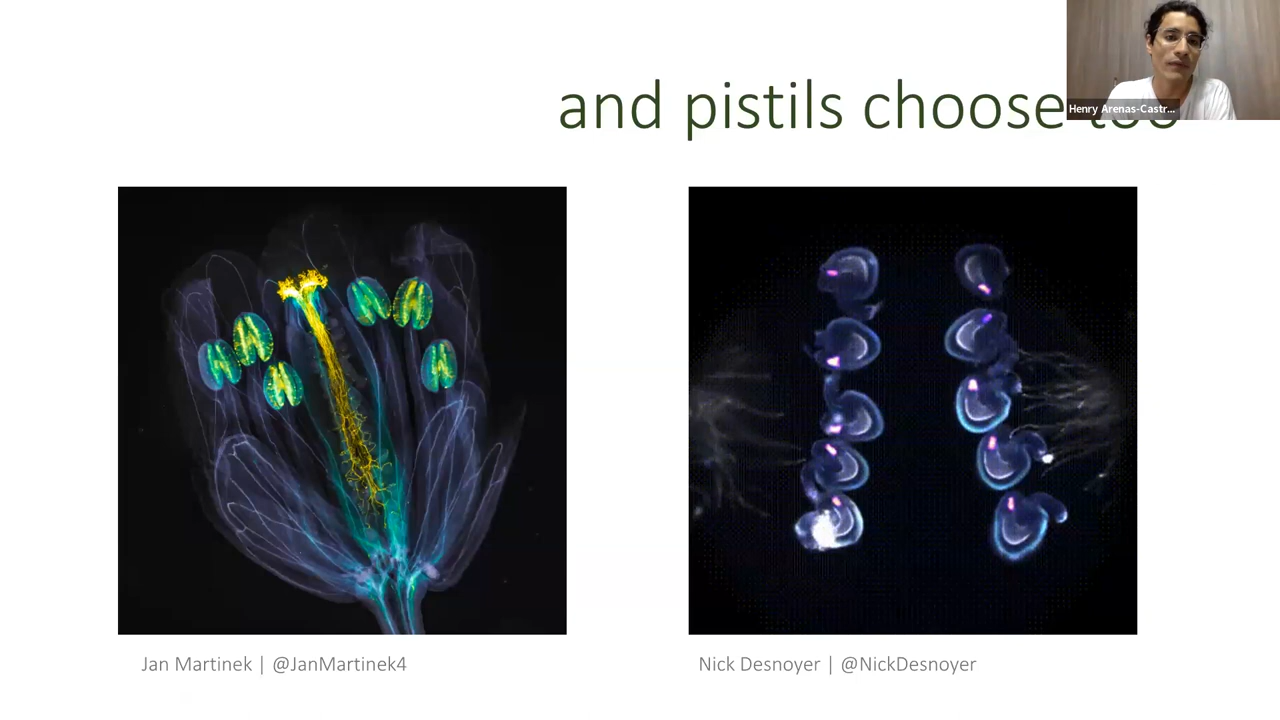 and pistils choose
Henry Arenas-Castr...
Jan Martinek | @JanMartinek4
Nick Desnoyer | @NickDesnoyer